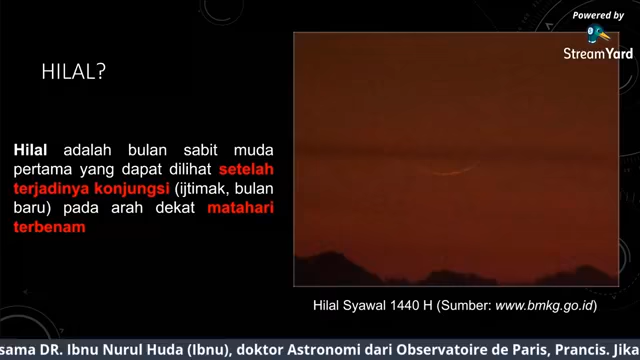 Powered by
StreamYard
HILAL?
Hilal adalah bulan sabit muda
pertama yang dapat dilihat setelah
terjadinya konjungsi (ijtimak, bulan
baru) pada arah dekat matahari
terbenam
Hilal Syawal 1440 H (Sumber: www.bmkg.go.id)
sama DR. Ibnu Nurul Huda (Ibnu), doktor Astronomi dari Observatoire de Paris, Prancis. Jika